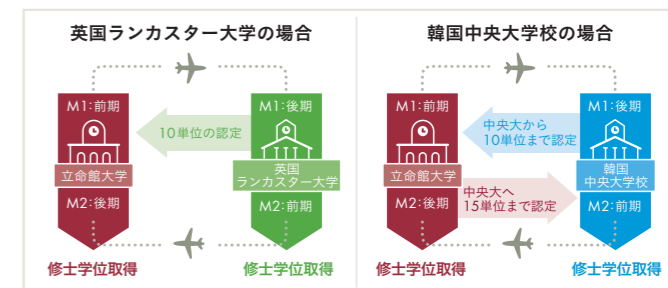 英国ランカスター大学の場合
M1:前期
立命館大学
M2:後期
修士学位取得
10単位の認定
M1:後期
英国
ランカスター大学
M2:前期
修士学位取得
韓国中央大学校の場合
M1:前期
立命館大学
M2:後期
修士学位取得
中央大から
10単位まで認定
中央大へ
15単位まで認定
M1:後期
韓国
中央大学校
M2:前期
修士学位取得